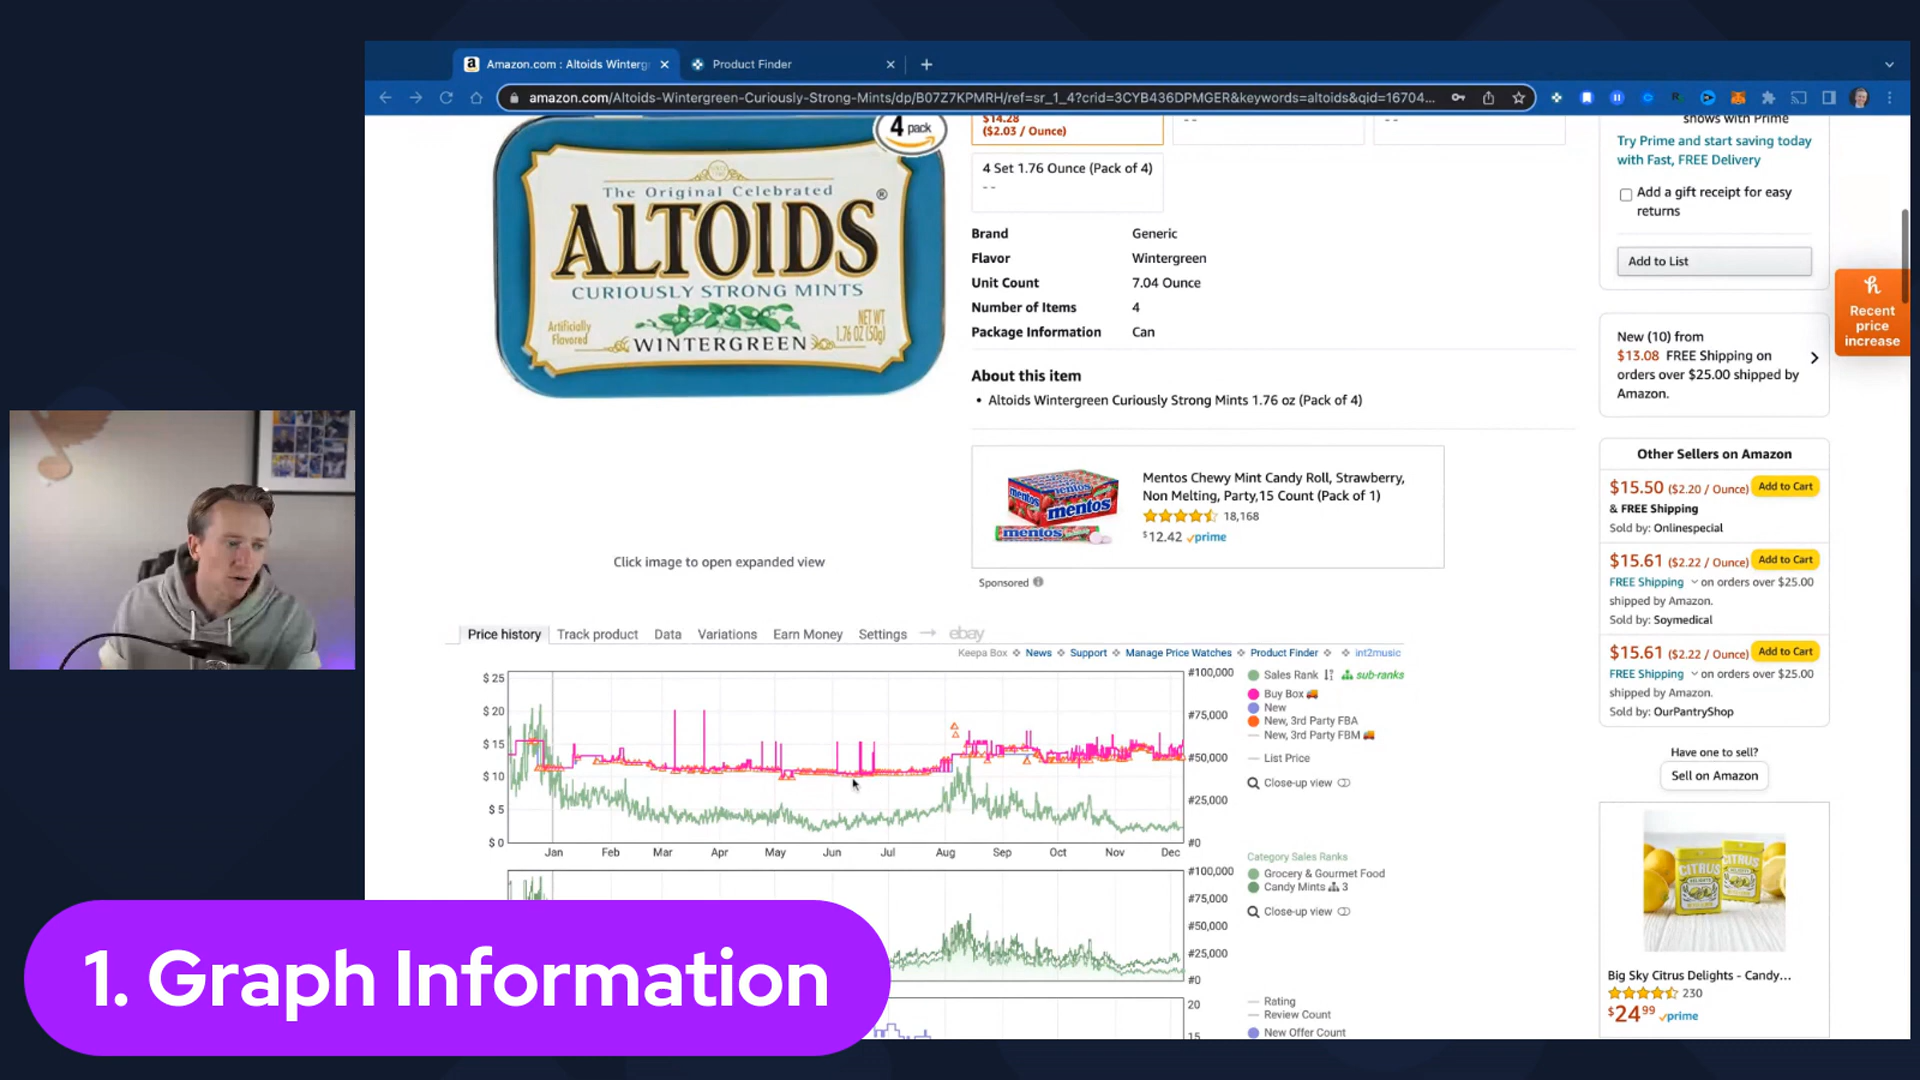 Amazon.com : Altoids Winterg
Product Finder
amazon.com/Altoids-Wintergreen-Curiously-Strong-Mints/dp/B07Z7KPMRH/ref=sr_1_4?crid=3CYB436DPMGER&keywords=altoids&qid=16704...
4 pack
The Original Celebrated
ALTOIDS®
CURIOUSLY STRONG MINTS
Artificially
Flavored
NET WT
1.76 OZ (50g)
WINTERGREEN
Click image to open expanded view
$14.28
($2.03 / Ounce)
- -
- -
4 Set 1.76 Ounce (Pack of 4)
- -
Brand Generic
Flavor Wintergreen
Unit Count 7.04 Ounce
Number of Items 4
Package Information Can
About this item
• Altoids Wintergreen Curiously Strong Mints 1.76 oz (Pack of 4)
mentos
mentos
Mentos Chewy Mint Candy Roll, Strawberry,
Non Melting, Party,15 Count (Pack of 1)
18,168
$12.42 prime
Sponsored
shows with Prime
Try Prime and start saving today
with Fast, FREE Delivery
Add a gift receipt for easy
returns
Add to List
New (10) from
$13.08 FREE Shipping on
orders over $25.00 shipped by
Amazon.
Recent
price
increase
Other Sellers on Amazon
$15.50 ($2.20 / Ounce) Add to Cart
& FREE Shipping
Sold by: Onlinespecial
$15.61 ($2.22 / Ounce) Add to Cart
FREE Shipping on orders over $25.00
shipped by Amazon.
Sold by: Soymedical
$15.61 ($2.22 / Ounce) Add to Cart
FREE Shipping on orders over $25.00
shipped by Amazon.
Sold by: OurPantryShop
Have one to sell?
Sell on Amazon
CITRUS
CITRUS
Big Sky Citrus Delights - Candy...
230
$24.99 prime
Price history Track product Data Variations Earn Money Settings → ebay
Keepa Box News Support Manage Price Watches Product Finder int2music
$ 25
$ 20
$ 15
$ 10
$ 5
$ 0
#100,000
#75,000
#50,000
#25,000
#0
Jan Feb Mar Apr May Jun Jul Aug Sep Oct Nov Dec
Sales Rank sub-ranks
Buy Box
New
New, 3rd Party FBA
New, 3rd Party FBM
List Price
Close-up view
#100,000
#75,000
#50,000
#25,000
#0
Category Sales Ranks
Grocery & Gourmet Food
Candy Mints 3
Close-up view
20
15
Rating
Review Count
New Offer Count
1. Graph Information